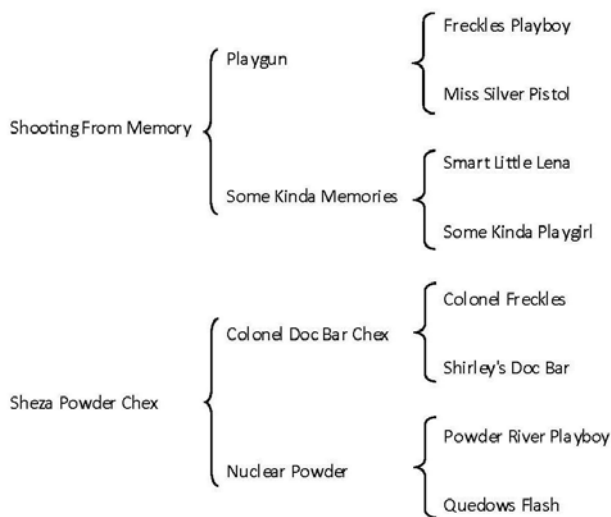 Freckles Playboy
Playgun
Miss Silver Pistol
Shooting From Memory
Smart Little Lena
Some Kinda Memories
Some Kinda Playgirl
Colonel Freckles
Colonel Doc Bar Chex
Shirley's Doc Bar
Sheza Powder Chex
Powder River Playboy
Nuclear Powder
Quedows Flash